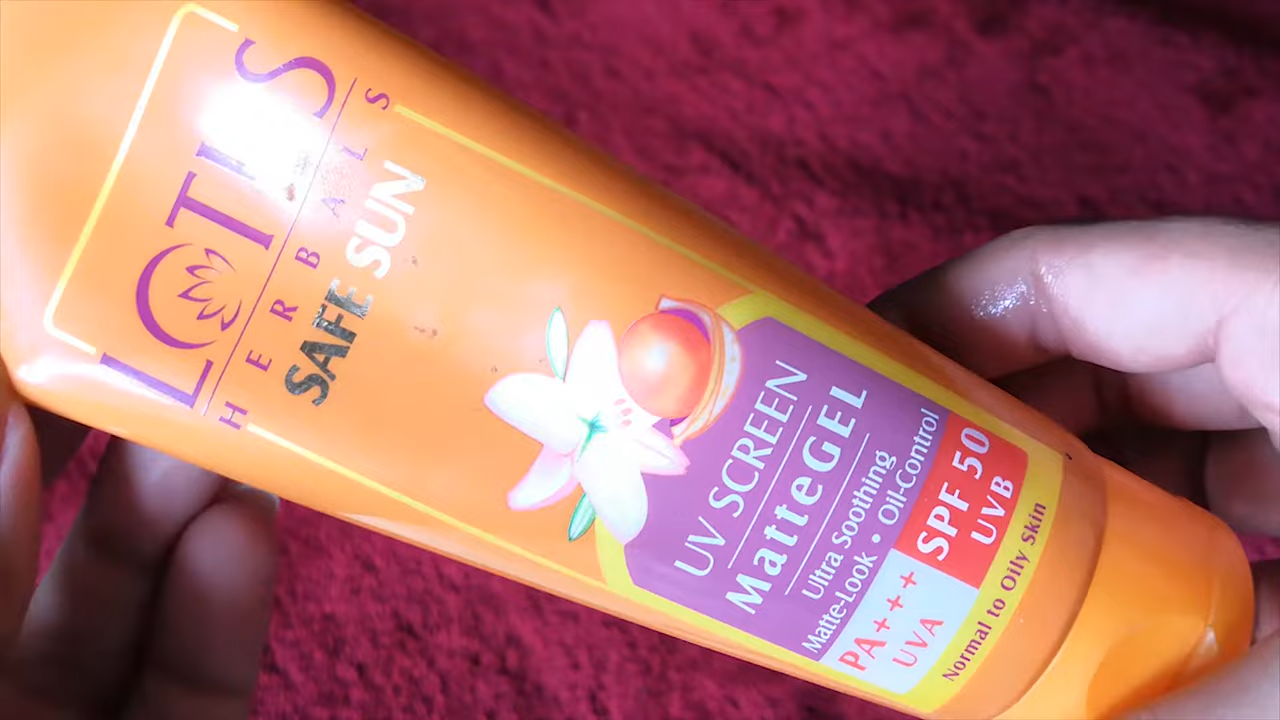 LOTUS
HERBALS
SAFE SUN
UV SCREEN
MatteGEL
Ultra Soothing
Matte-Look • Oil-Control
PA+++
UVA
SPF 50
UVB
Normal to Oily Skin